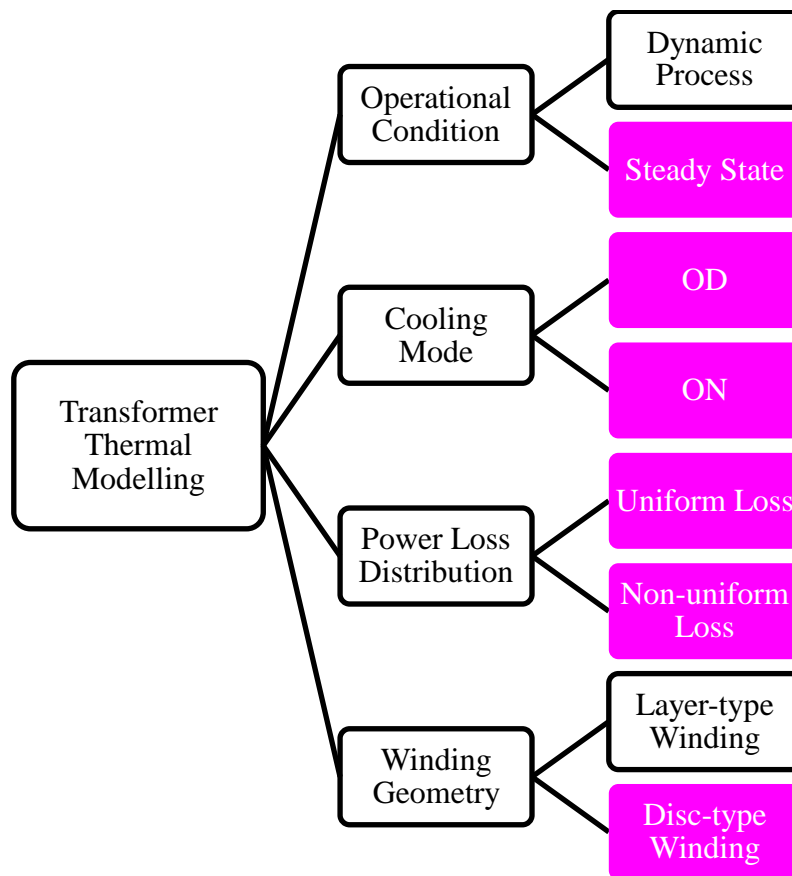 Transformer
Thermal
Modelling
Operational
Condition
Dynamic
Process
Steady State
Cooling
Mode
OD
ON
Power Loss
Distribution
Uniform Loss
Non-uniform
Loss
Winding
Geometry
Layer-type
Winding
Disc-type
Winding